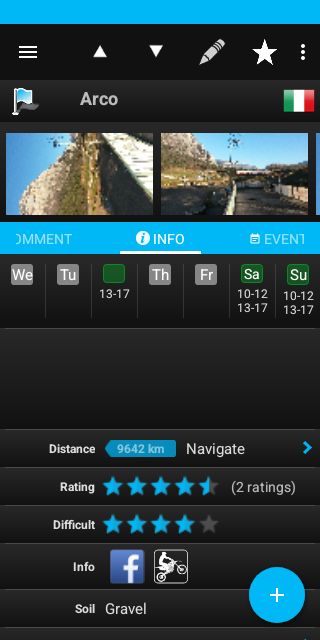 Arco
OMMENT
INFO
EVENT
We
Tu
Th
Fr
Sa
Su
13-17
10-12
13-17
10-12
13-17
Distance
9642 km
Navigate
Rating
(2 ratings)
Difficult
Info
f
Soil
Gravel
+